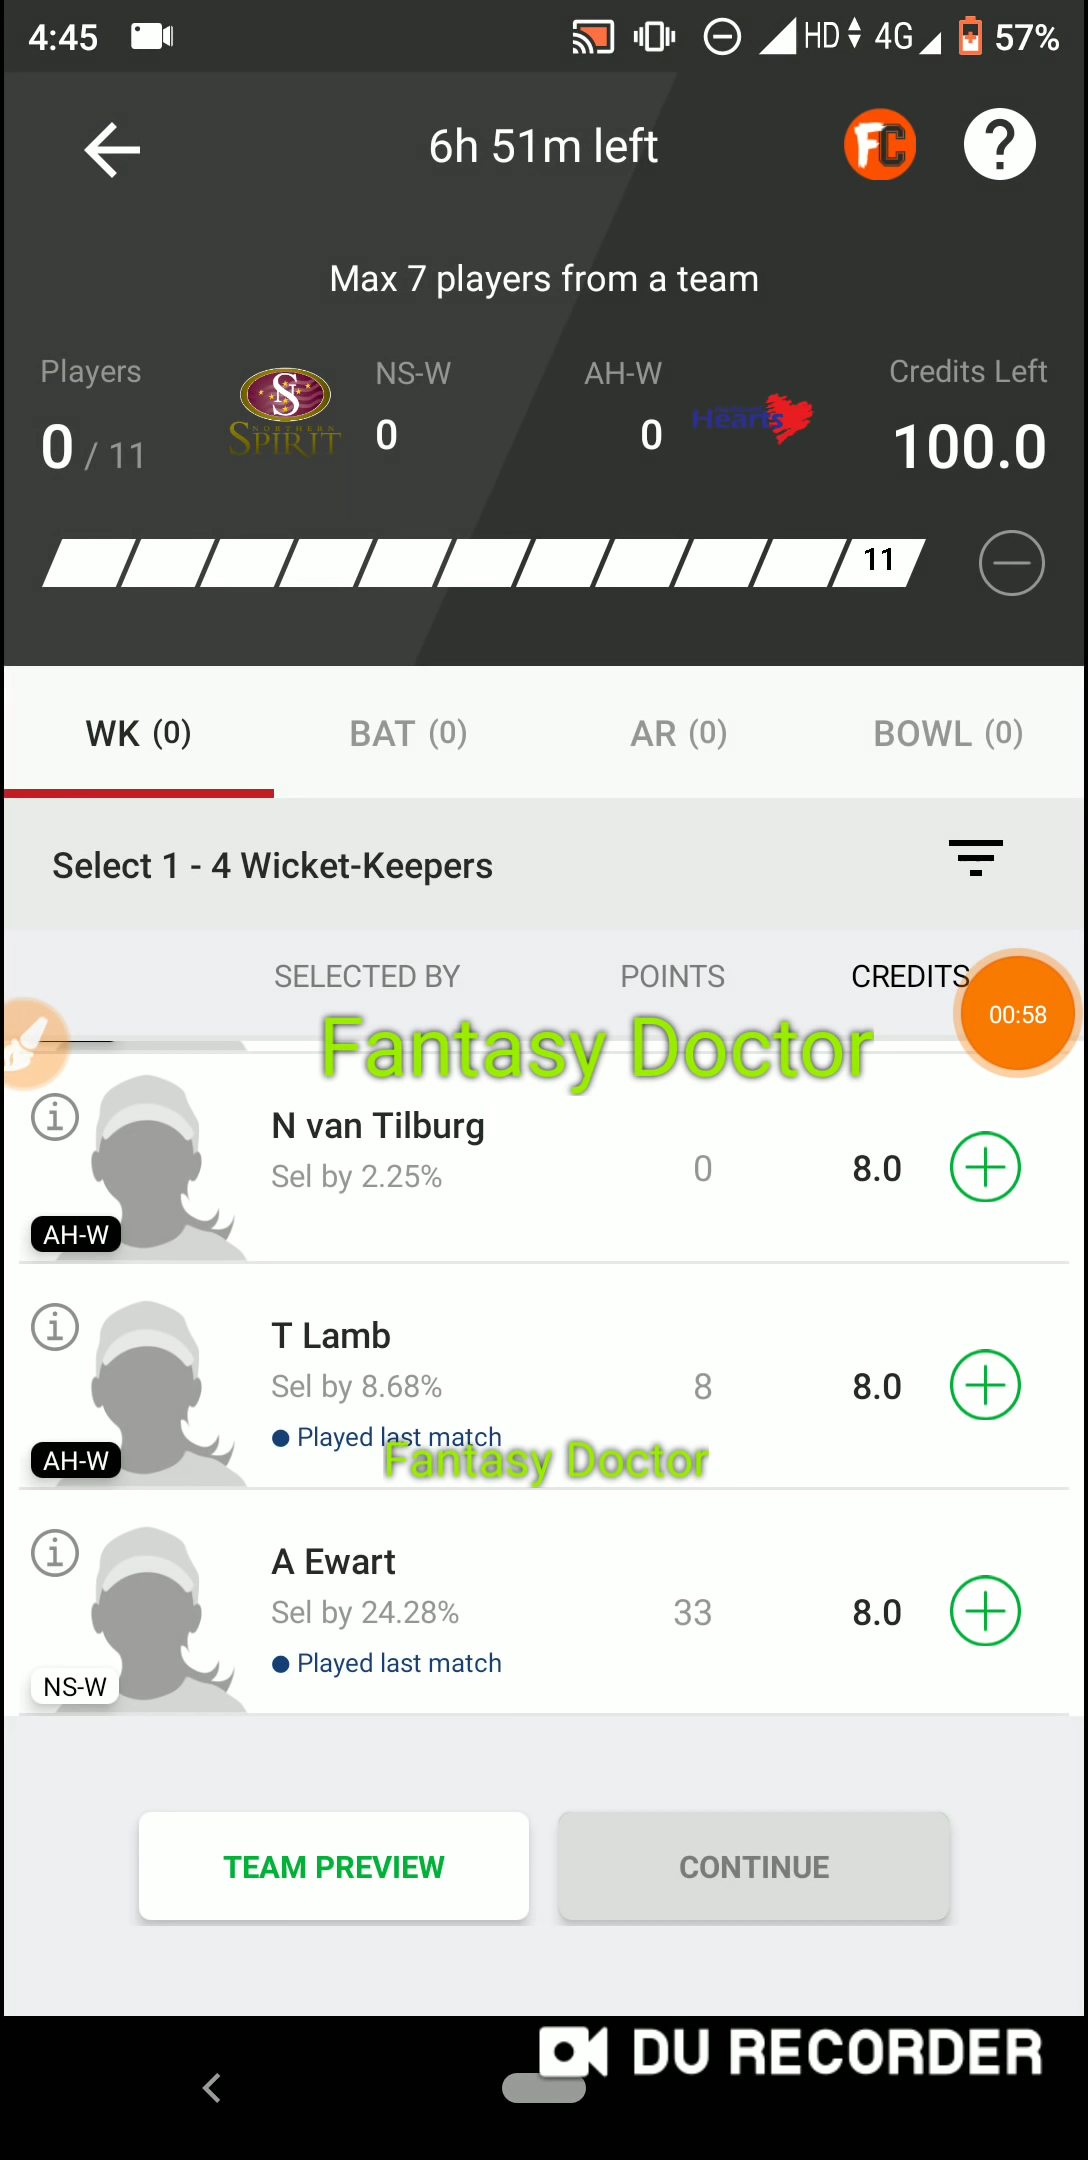 4:45 HD 4G 57%
6h 51m left FC ?
Max 7 players from a team
Players NS-W AH-W Credits Left
0 / 11 SN NORTHERN SPIRIT 0 0 Hearts 100.0
11
WK (0) BAT (0) AR (0) BOWL (0)
Select 1 - 4 Wicket-Keepers
SELECTED BY POINTS CREDITS
00:58
Fantasy Doctor
N van Tilburg
Sel by 2.25% 0 8.0
AH-W
T Lamb
Sel by 8.68% 8 8.0
Played last match
AH-W
Fantasy Doctor
A Ewart
Sel by 24.28% 33 8.0
Played last match
NS-W
TEAM PREVIEW CONTINUE
DU RECORDER